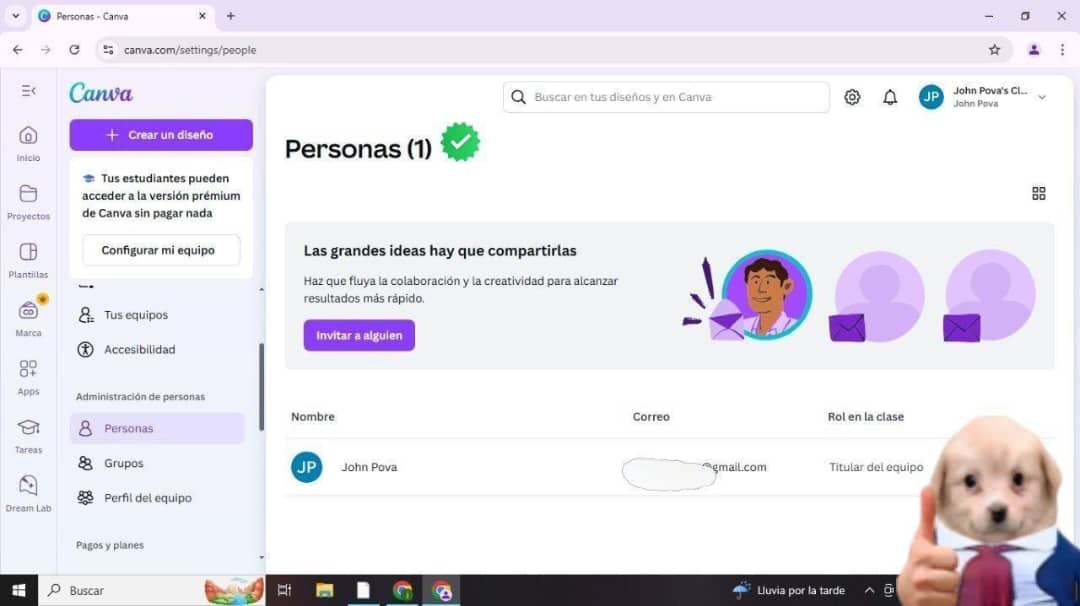 Personas - Canva
canva.com/settings/people
Canva
Buscar en tus diseños y en Canva
JP
John Pova's Cl...
John Pova
Inicio
Proyectos
Plantillas
Marca
Apps
Tareas
Dream Lab
+ Crear un diseño
Tus estudiantes pueden
acceder a la versión prémium
de Canva sin pagar nada
Configurar mi equipo
Tus equipos
Accesibilidad
Administración de personas
Personas
Grupos
Perfil del equipo
Pagos y planes
Personas (1)
Las grandes ideas hay que compartirlas
Haz que fluya la colaboración y la creatividad para alcanzar
resultados más rápido.
Invitar a alguien
Nombre Correo Rol en la clase
JP John Pova @gmail.com Titular del equipo
Buscar
Lluvia por la tarde